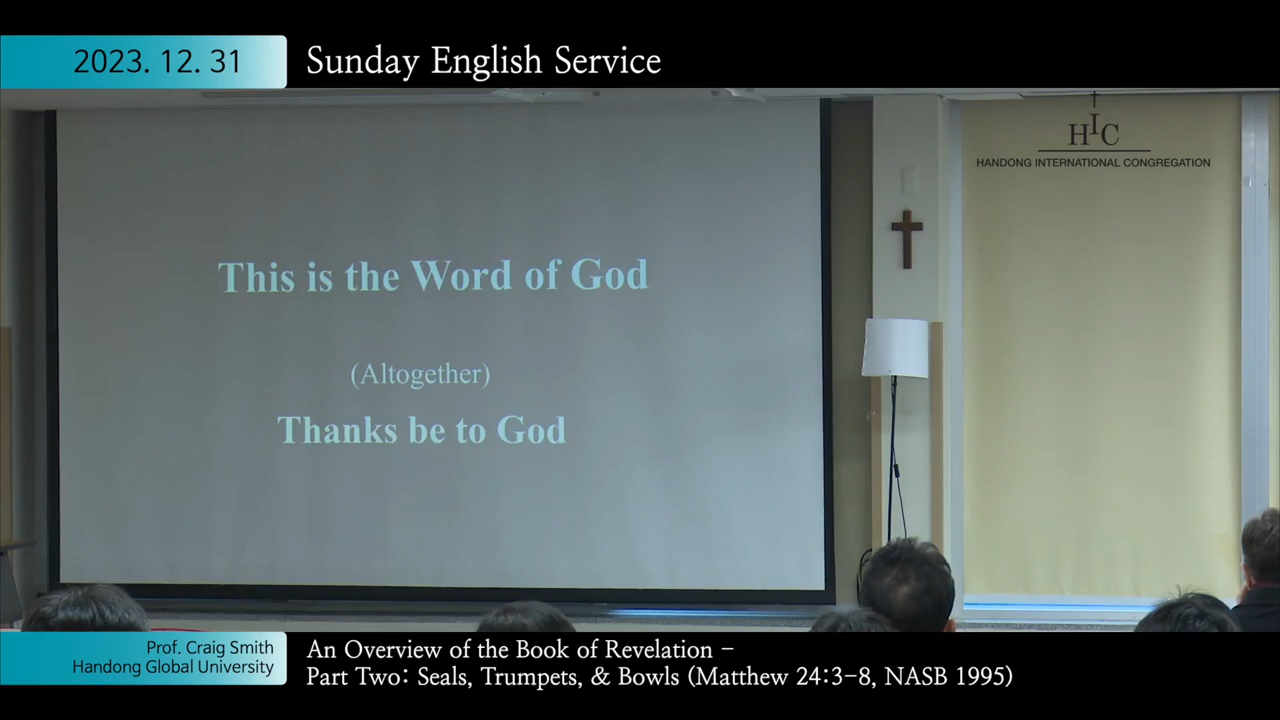 2023. 12. 31
Sunday English Service
HIC
HANDONG INTERNATIONAL CONGREGATION
This is the Word of God
(Altogether)
Thanks be to God
Prof. Craig Smith
Handong Global University
An Overview of the Book of Revelation –
Part Two: Seals, Trumpets, & Bowls (Matthew 24:3-8, NASB 1995)